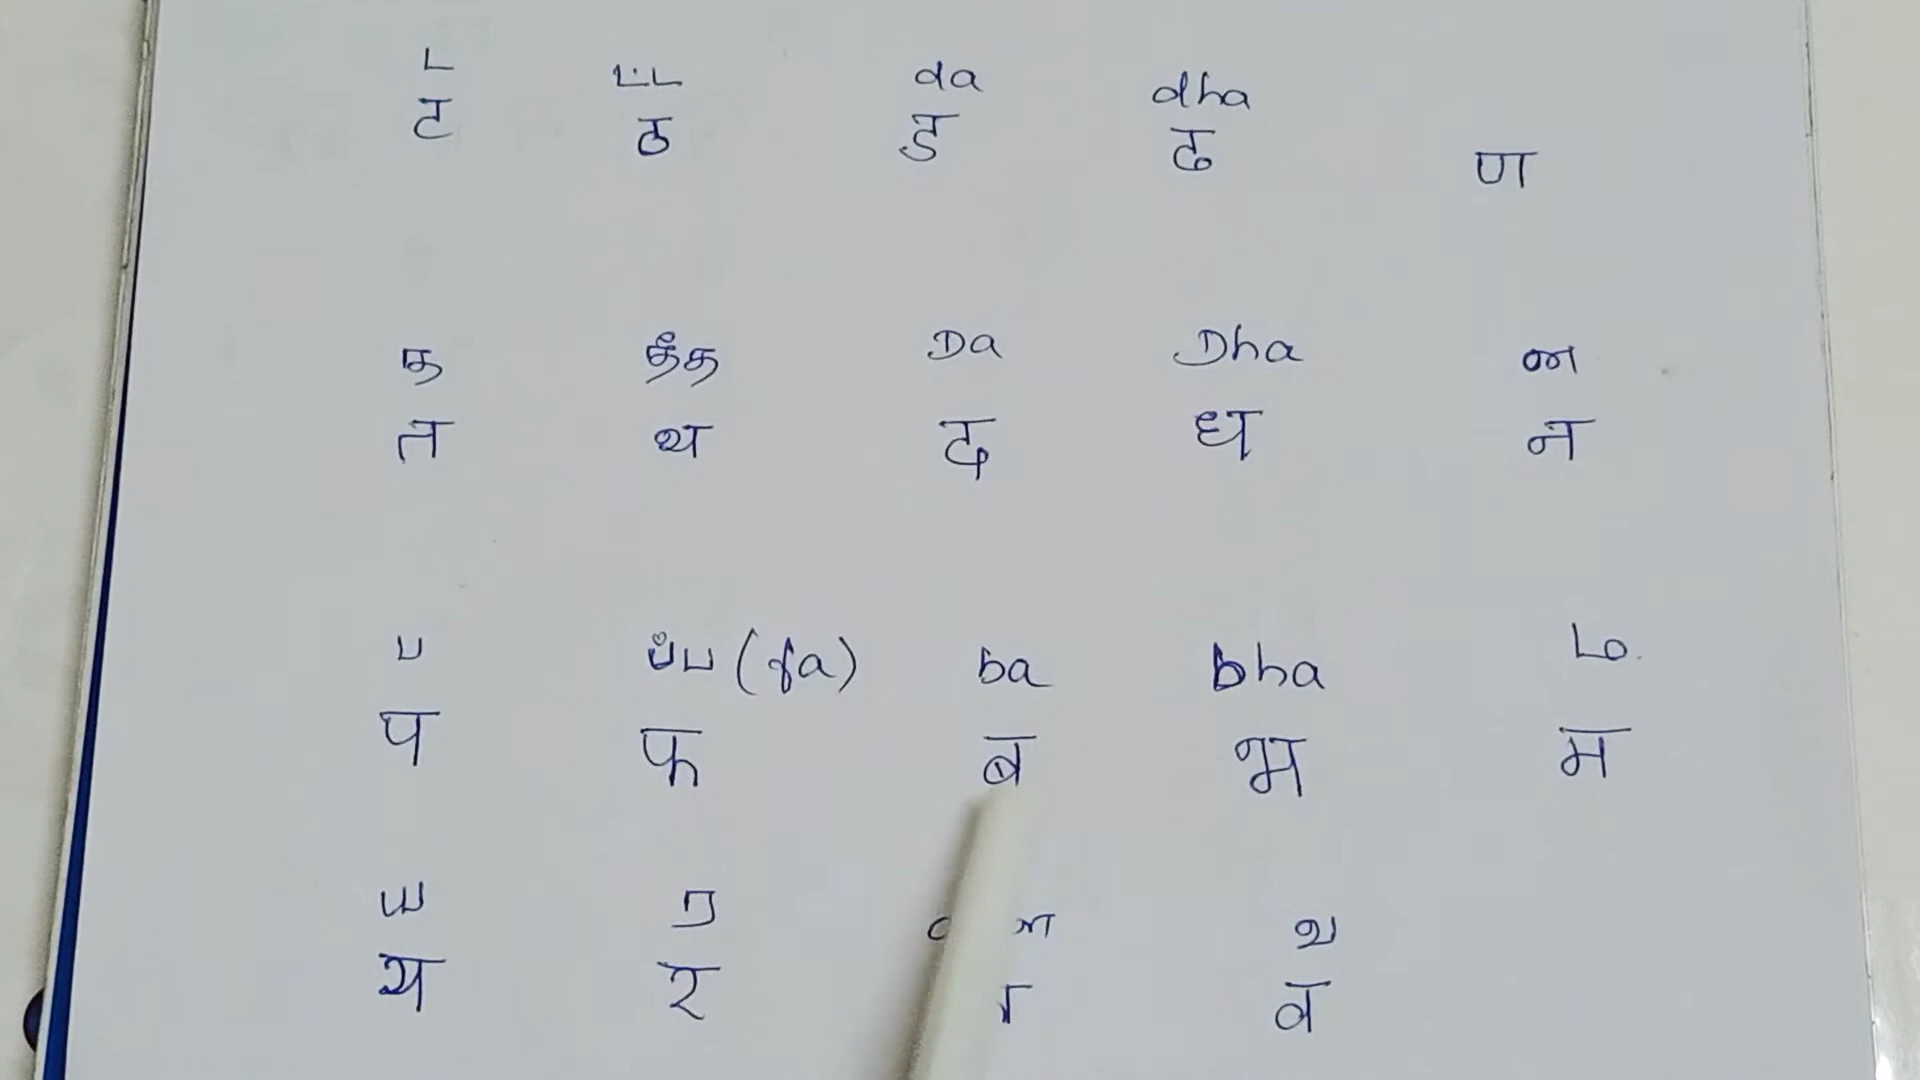 ட ட்ட da dha
ट ठ ड ढ ण
த த்த Da Dha ன
त थ द ध न
ப ப்ப (fa) ba bha ம
प फ ब भ म
ய ர வ
य र व